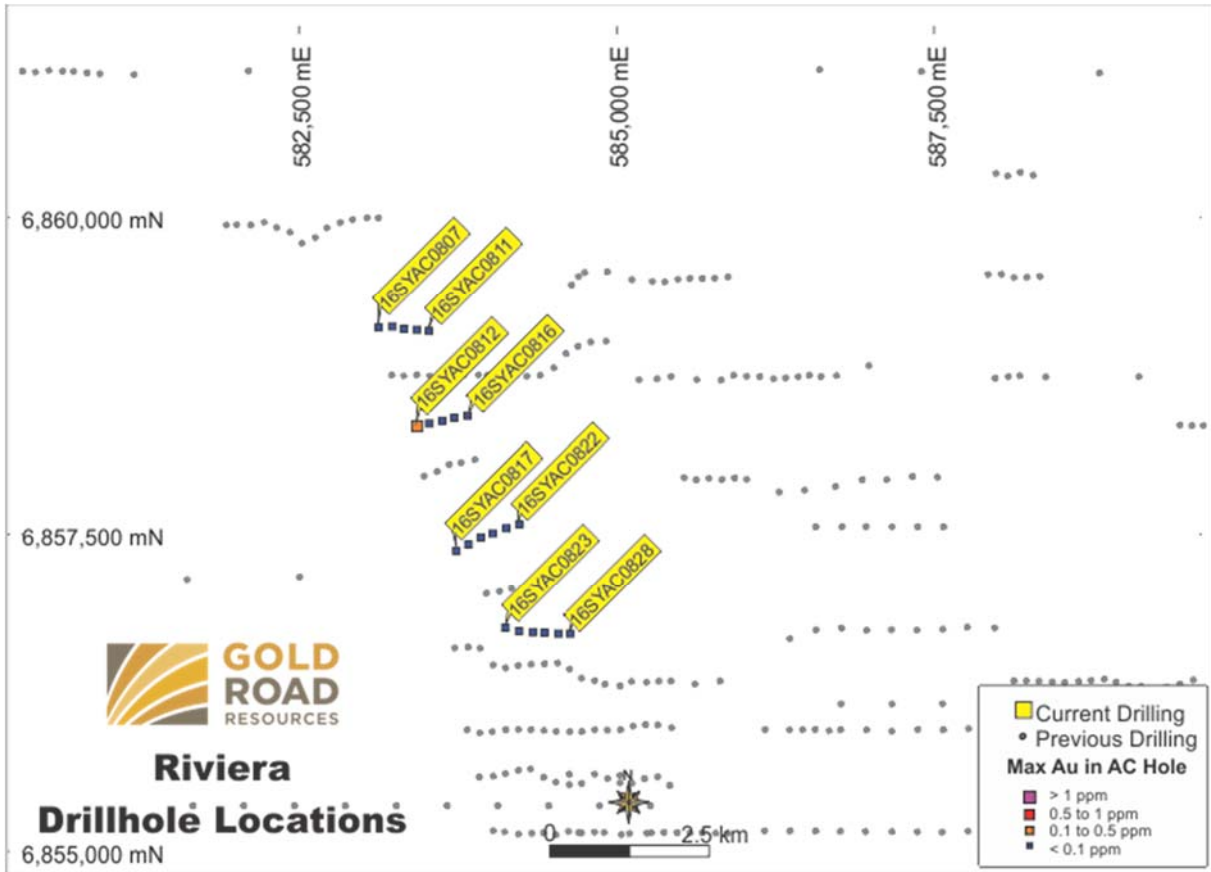 582,500 mE
585,000 mE
587,500 mE
6,860,000 mN
16SYAC0807
16SYAC0811
16SYAC0812
16SYAC0816
16SYAC0817
16SYAC0822
6,857,500 mN
16SYAC0823
16SYAC0828
GOLD
ROAD
RESOURCES
Riviera
Drillhole Locations
6,855,000 mN
N
0 2.5 km
Current Drilling
Previous Drilling
Max Au in AC Hole
> 1 ppm
0.5 to 1 ppm
0.1 to 0.5 ppm
< 0.1 ppm